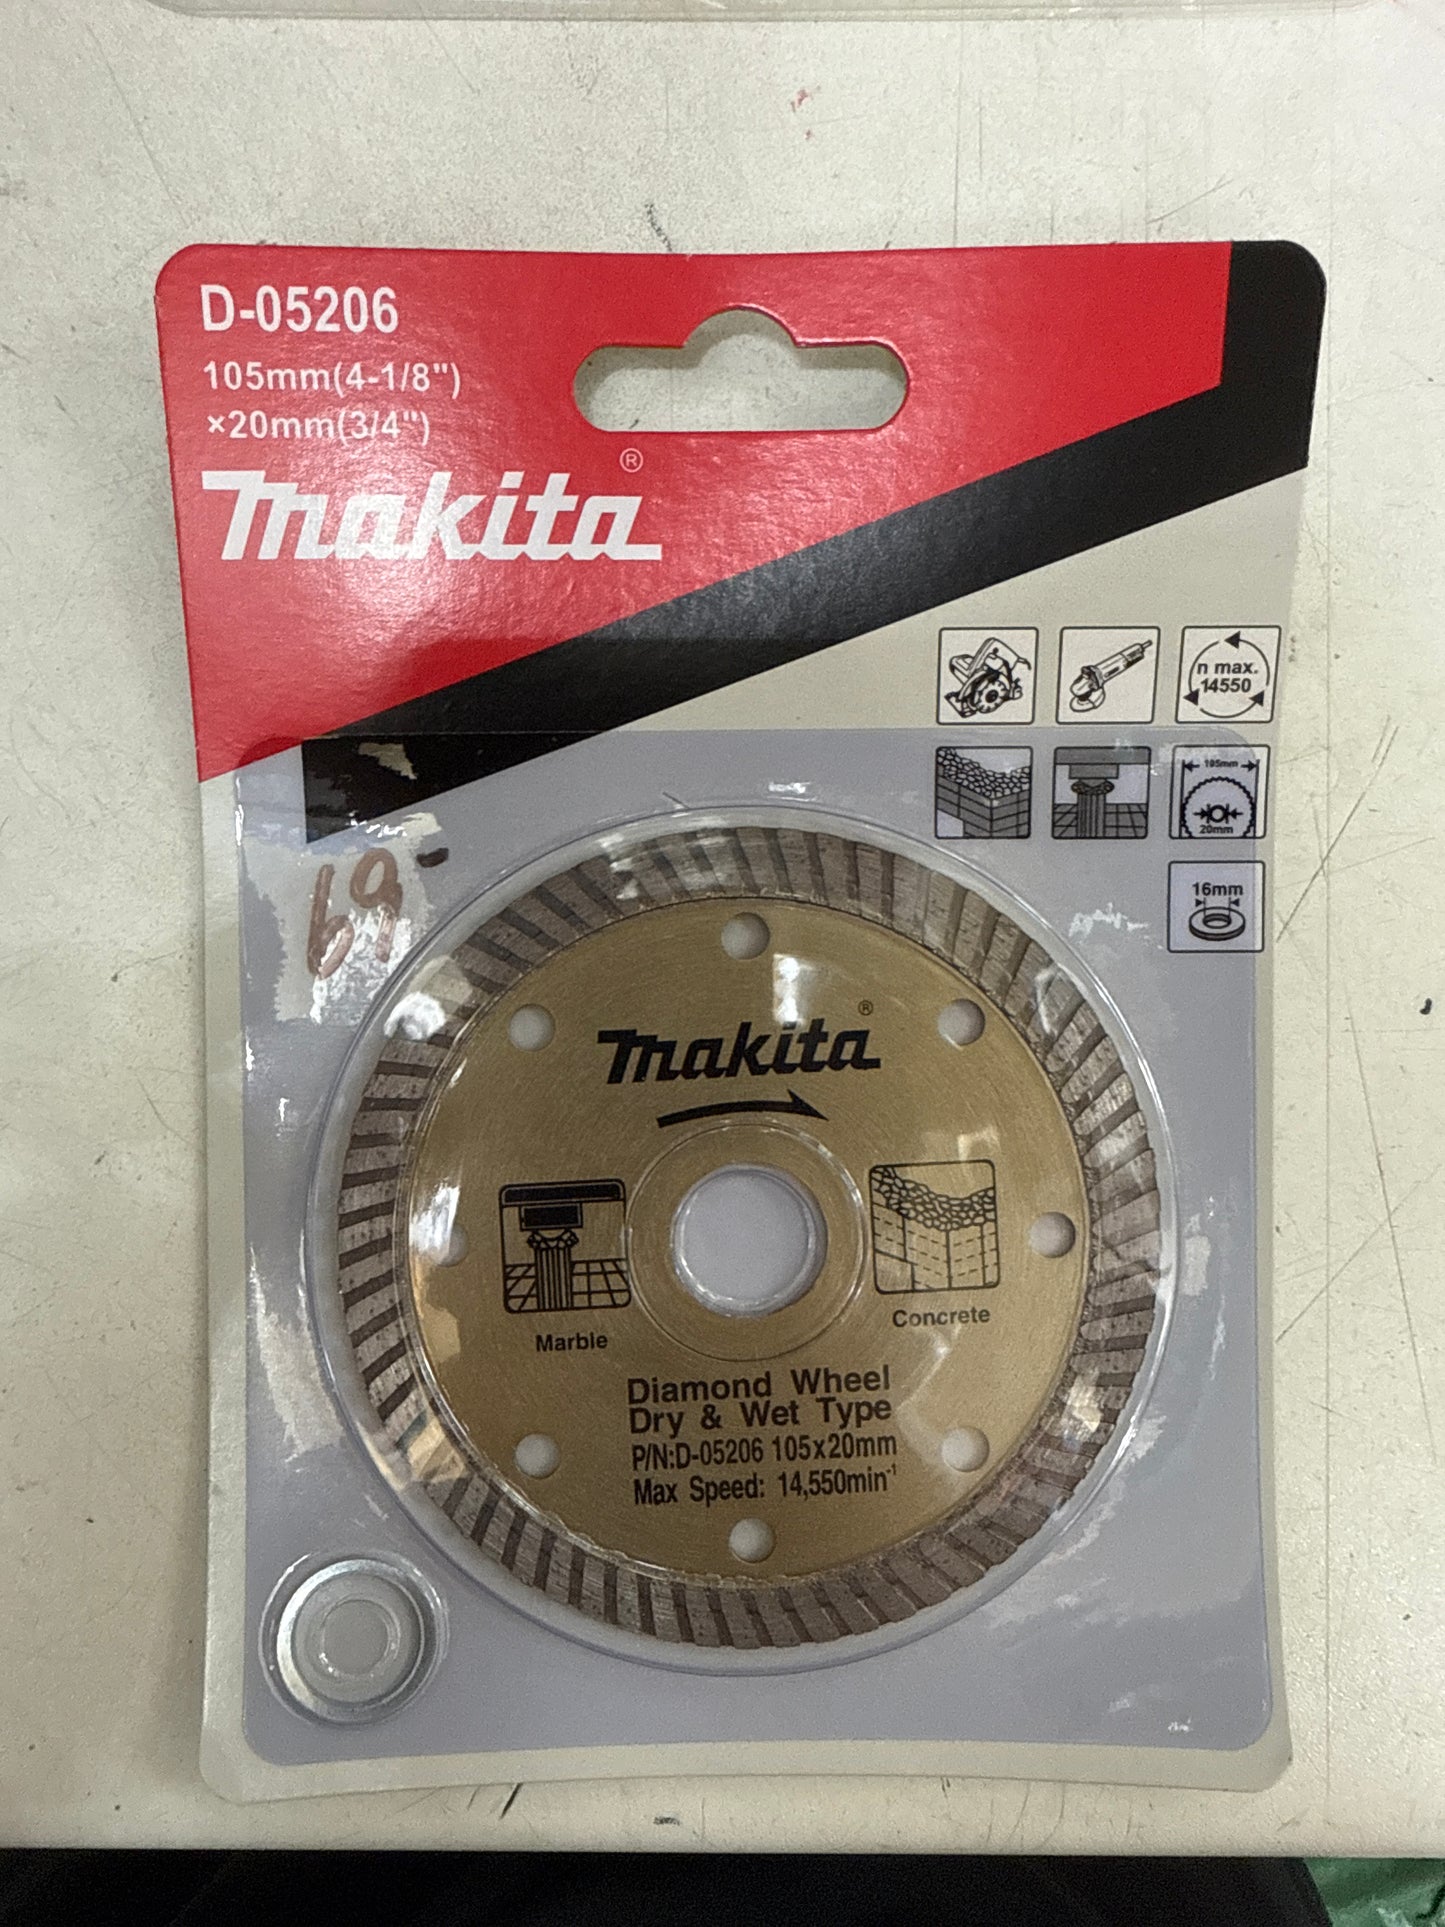 D-05206
105mm(4-1/8")
×20mm(3/4")
makita®
n max.
14550
105mm
20mm
16mm
69-
makita®
Marble
Concrete
Diamond Wheel
Dry & Wet Type
P/N:D-05206 105x20mm
Max Speed: 14,550min⁻¹